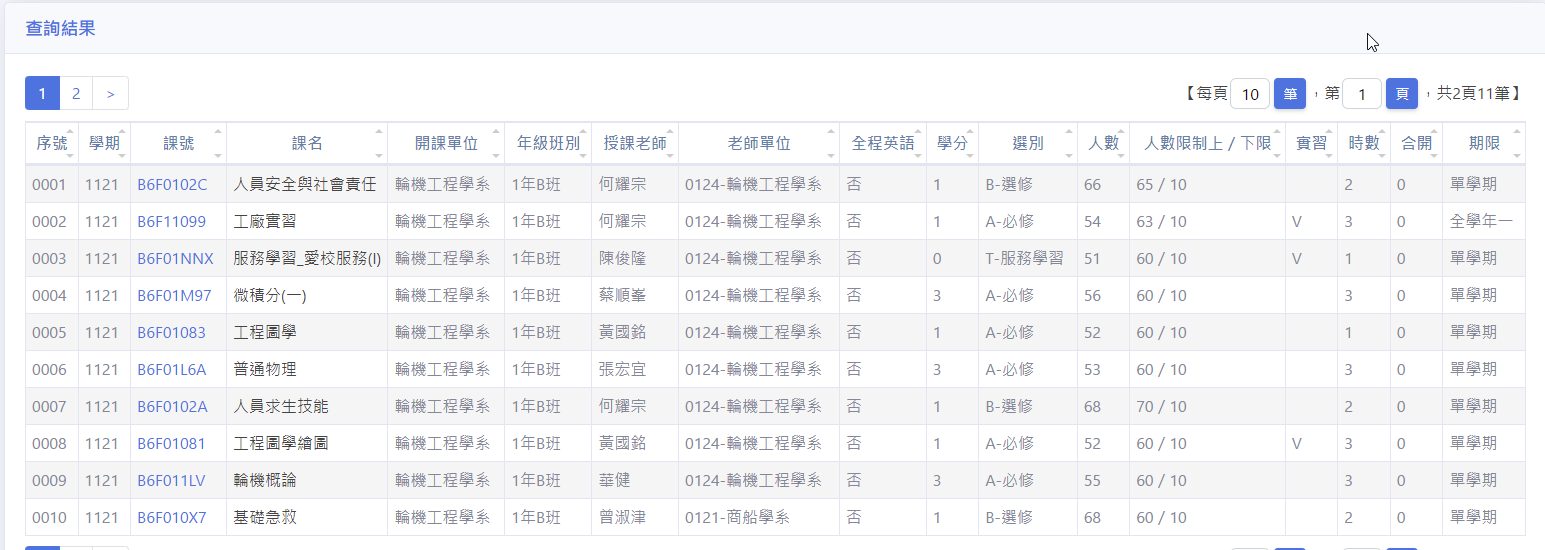 查詢結果
1 2 >
【每頁 10 筆，第 1 頁，共2頁11筆】
序號 學期 課號 課名 開課單位 年級班別 授課老師 老師單位 全程英語 學分 選別 人數 人數限制上 / 下限 實習 時數 合開 期限
0001 1121 B6F0102C 人員安全與社會責任 輪機工程學系 1年B班 何耀宗 0124-輪機工程學系 否 1 B-選修 66 65 / 10 2 0 單學期
0002 1121 B6F11099 工廠實習 輪機工程學系 1年B班 何耀宗 0124-輪機工程學系 否 1 A-必修 54 63 / 10 V 3 0 全學年一
0003 1121 B6F01NNX 服務學習_愛校服務(I) 輪機工程學系 1年B班 陳俊隆 0124-輪機工程學系 否 0 T-服務學習 51 60 / 10 V 1 0 單學期
0004 1121 B6F01M97 微積分(一) 輪機工程學系 1年B班 蔡順峯 0124-輪機工程學系 否 3 A-必修 56 60 / 10 3 0 單學期
0005 1121 B6F01083 工程圖學 輪機工程學系 1年B班 黃國銘 0124-輪機工程學系 否 1 A-必修 52 60 / 10 1 0 單學期
0006 1121 B6F01L6A 普通物理 輪機工程學系 1年B班 張宏宜 0124-輪機工程學系 否 3 A-必修 53 60 / 10 3 0 單學期
0007 1121 B6F0102A 人員求生技能 輪機工程學系 1年B班 何耀宗 0124-輪機工程學系 否 1 B-選修 68 70 / 10 2 0 單學期
0008 1121 B6F01081 工程圖學繪圖 輪機工程學系 1年B班 黃國銘 0124-輪機工程學系 否 1 A-必修 52 60 / 10 V 3 0 單學期
0009 1121 B6F011LV 輪機概論 輪機工程學系 1年B班 華健 0124-輪機工程學系 否 3 A-必修 55 60 / 10 3 0 單學期
0010 1121 B6F010X7 基礎急救 輪機工程學系 1年B班 曾淑津 0121-商船學系 否 1 B-選修 68 60 / 10 2 0 單學期